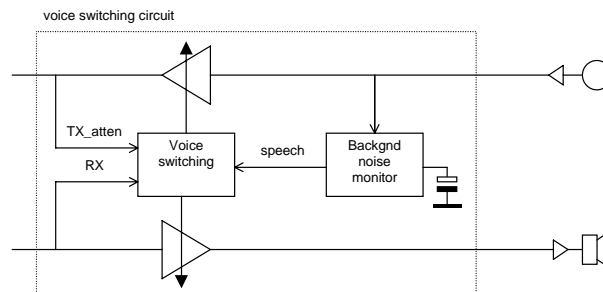 voice switching circuit
TX_atten
RX
Voice
switching
speech
Backgnd
noise
monitor